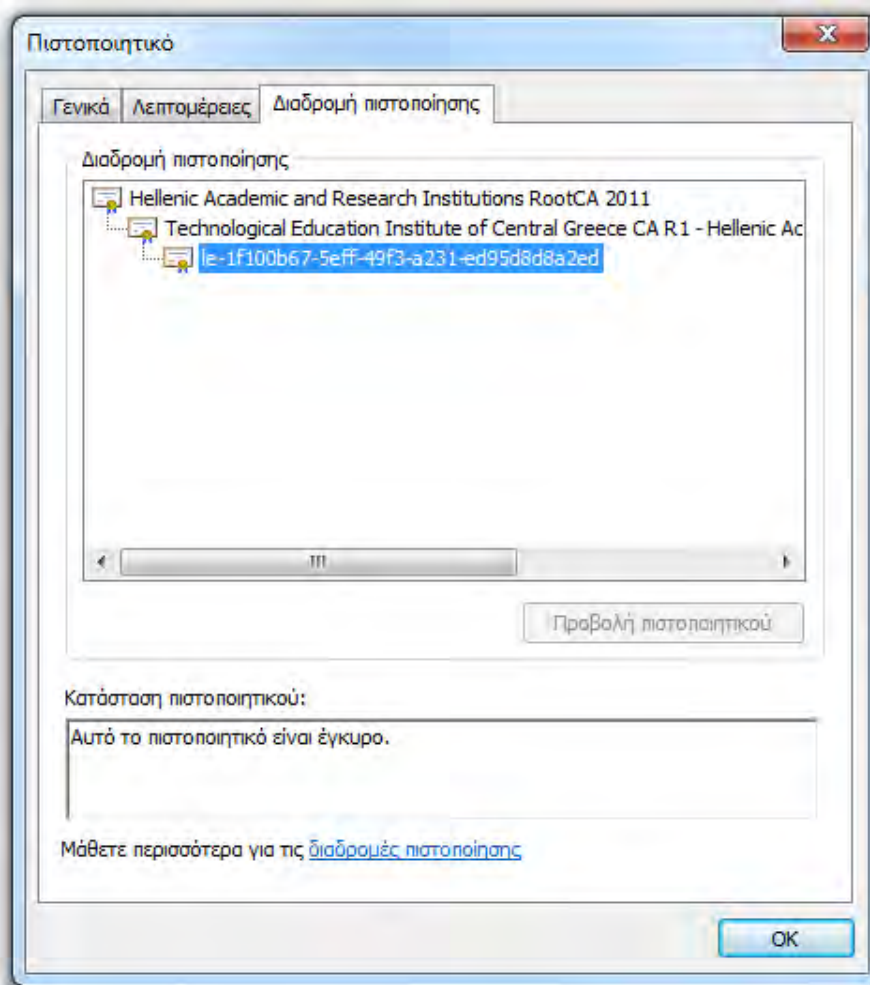 Πιστοποιητικό
Γενικά Λεπτομέρειες Διαδρομή πιστοποίησης
Διαδρομή πιστοποίησης
Hellenic Academic and Research Institutions RootCA 2011
Technological Education Institute of Central Greece CA R1 - Hellenic Ac
le-1f100b67-5eff-49f3-a231-ed95d8d8a2ed
Προβολή πιστοποιητικού
Κατάσταση πιστοποιητικού:
Αυτό το πιστοποιητικό είναι έγκυρο.
Μάθετε περισσότερα για τις διαδρομές πιστοποίησης
OK